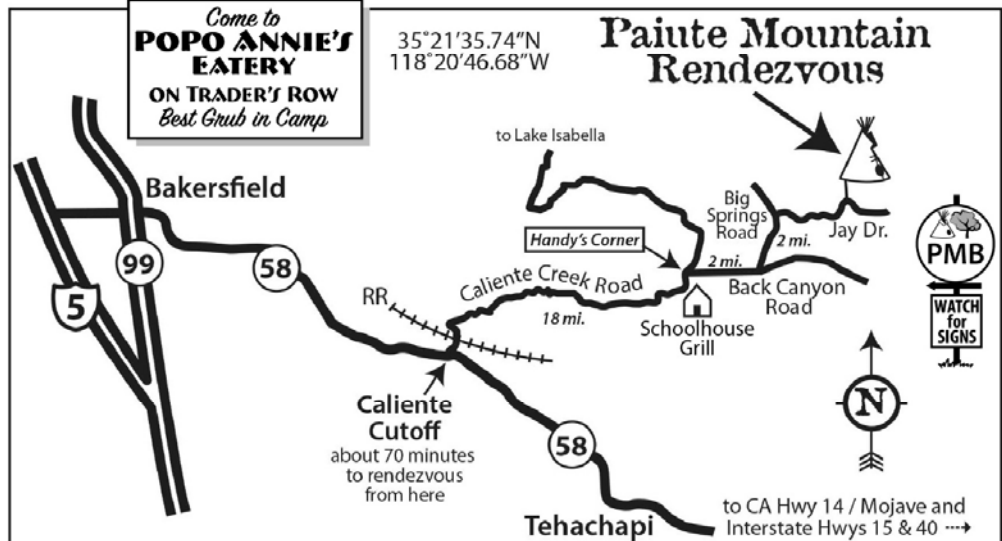 Come to
POPO ANNIE'S
EATERY
ON TRADER'S ROW
Best Grub in Camp
35°21'35.74"N
118°20'46.68"W
Paiute Mountain
Rendezvous
to Lake Isabella
Bakersfield
99
5
58
RR
Handy's Corner
Caliente Creek Road
18 mi.
Big
Springs
Road
2 mi.
2 mi.
Jay Dr.
Back Canyon
Road
Schoolhouse
Grill
PMB
WATCH
for
SIGNS
N
Caliente
Cutoff
about 70 minutes
to rendezvous
from here
58
Tehachapi
to CA Hwy 14 / Mojave and
Interstate Hwys 15 & 40